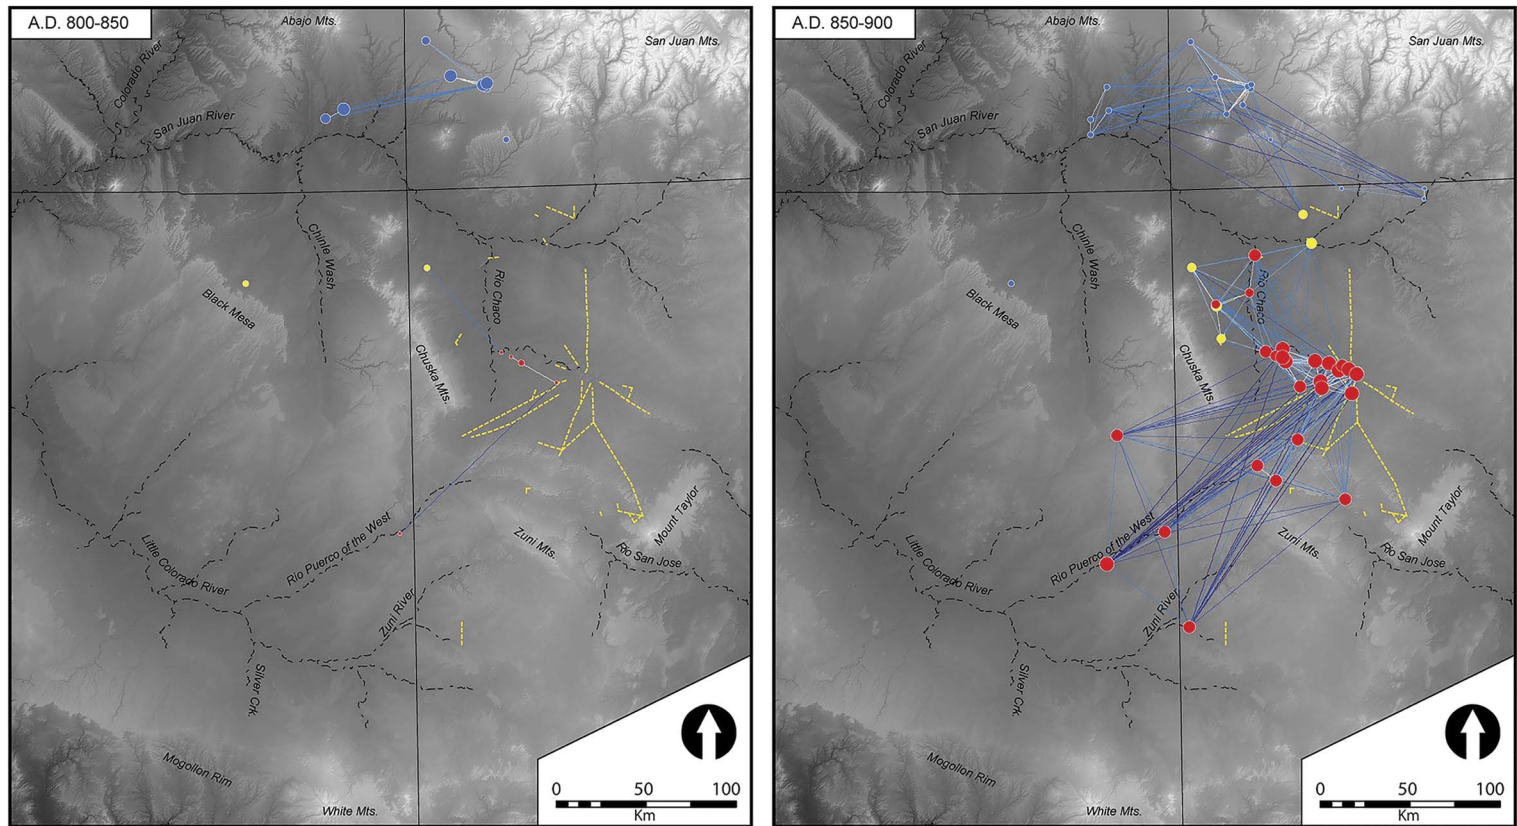 A.D. 800-850
Abajo Mts.
San Juan Mts.
Colorado River
San Juan River
Chinle Wash
Rio Chaco
Black Mesa
Chuska Mts.
Mount Taylor
Rio Puerco of the West
Zuni Mts.
Rio San Jose
Little Colorado River
Zuni River
Silver Crk.
Mogollon Rim
White Mts.
0 50 100
Km
A.D. 850-900
Abajo Mts.
San Juan Mts.
Colorado River
San Juan River
Chinle Wash
Rio Chaco
Black Mesa
Chuska Mts.
Mount Taylor
Rio Puerco of the West
Zuni Mts.
Rio San Jose
Little Colorado River
Zuni River
Silver Crk.
Mogollon Rim
White Mts.
0 50 100
Km